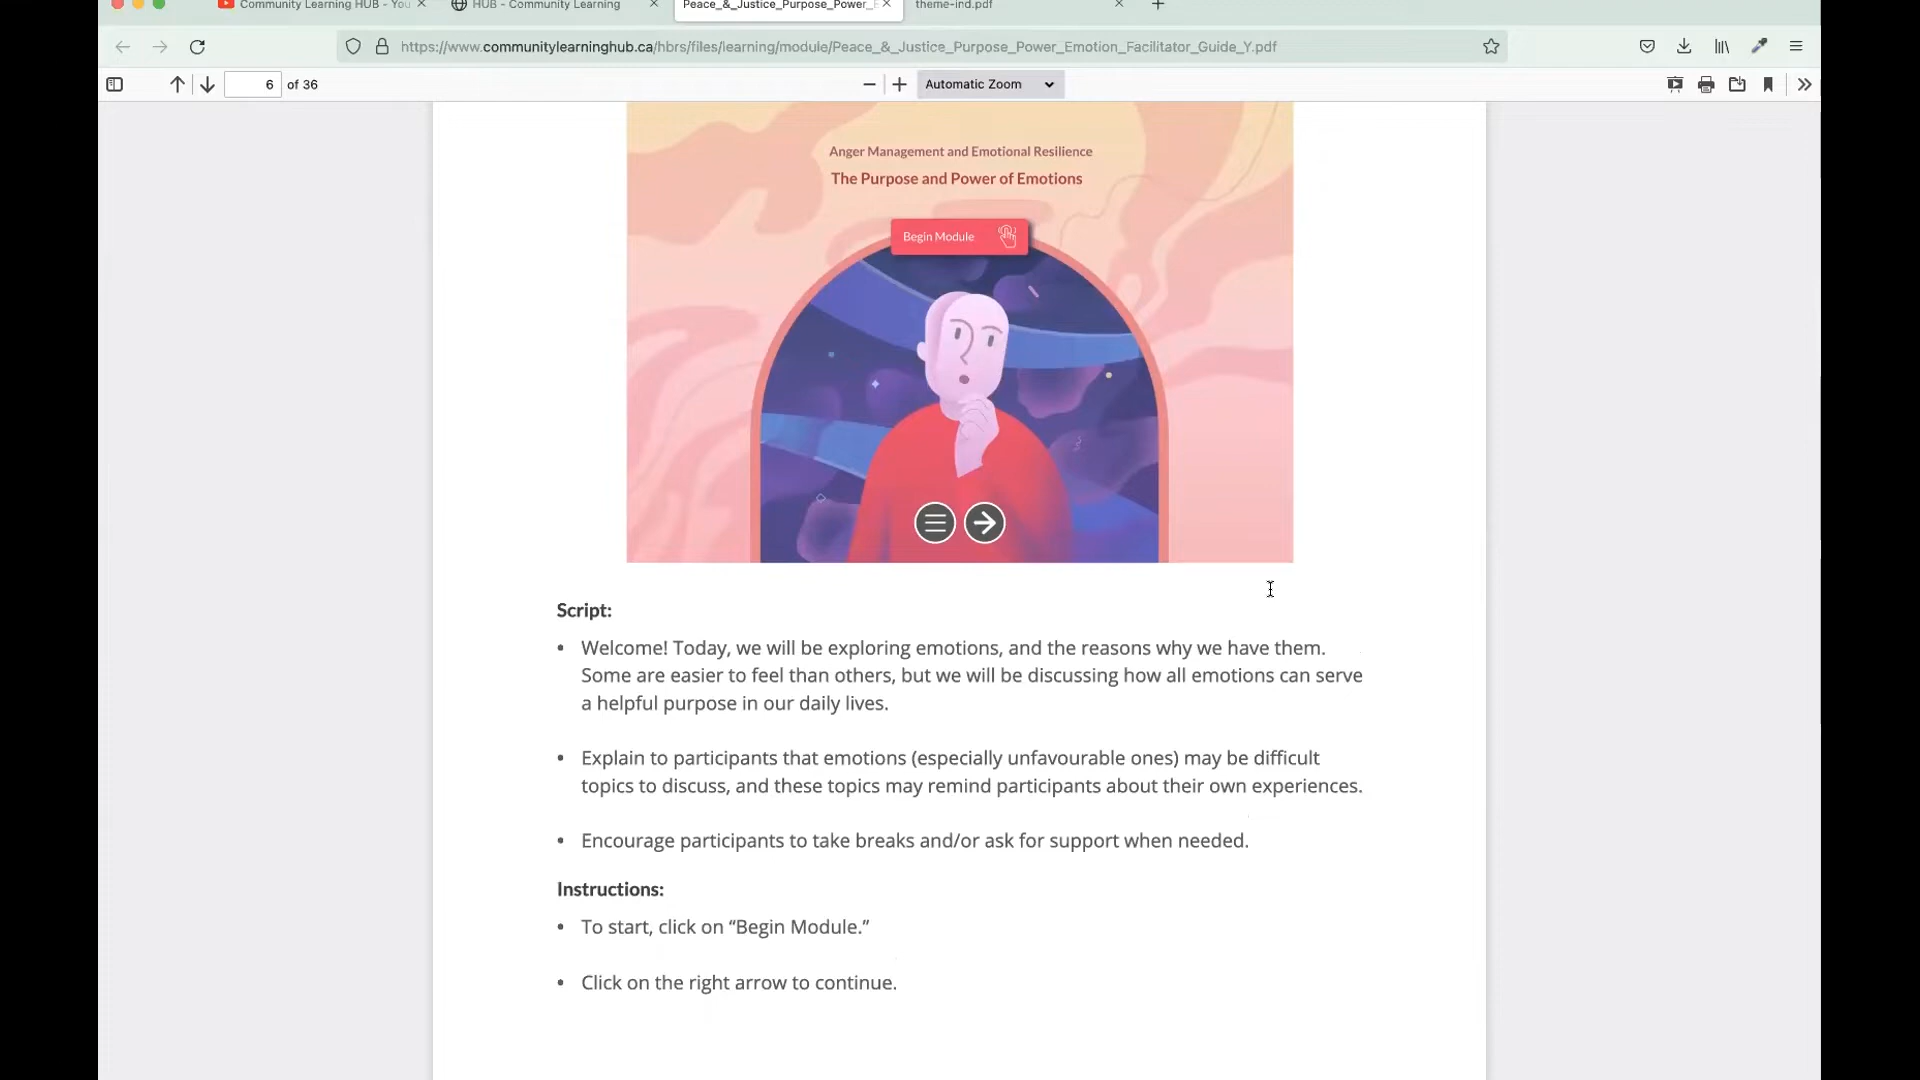 Community Learning HUB - You
HUB - Community Learning
Peace_&_Justice_Purpose_Power_E
theme-ind.pdf
https://www.communitylearninghub.ca/hbrs/files/learning/module/Peace_&_Justice_Purpose_Power_Emotion_Facilitator_Guide_Y.pdf
6 of 36
Automatic Zoom
Anger Management and Emotional Resilience
The Purpose and Power of Emotions
Begin Module
Script:
• Welcome! Today, we will be exploring emotions, and the reasons why we have them.
Some are easier to feel than others, but we will be discussing how all emotions can serve
a helpful purpose in our daily lives.
• Explain to participants that emotions (especially unfavourable ones) may be difficult
topics to discuss, and these topics may remind participants about their own experiences.
• Encourage participants to take breaks and/or ask for support when needed.
Instructions:
• To start, click on “Begin Module.”
• Click on the right arrow to continue.